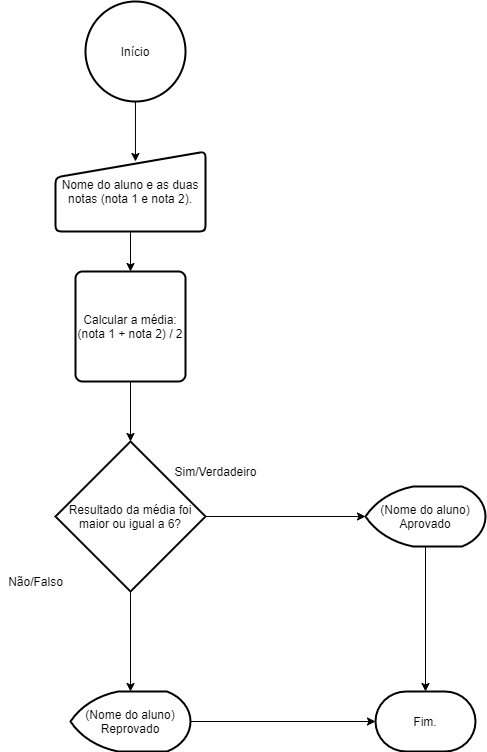 Início
Nome do aluno e as duas
notas (nota 1 e nota 2).
Calcular a média:
(nota 1 + nota 2) / 2
Sim/Verdadeiro
Resultado da média foi
maior ou igual a 6?
(Nome do aluno)
Aprovado
Não/Falso
(Nome do aluno)
Reprovado
Fim.